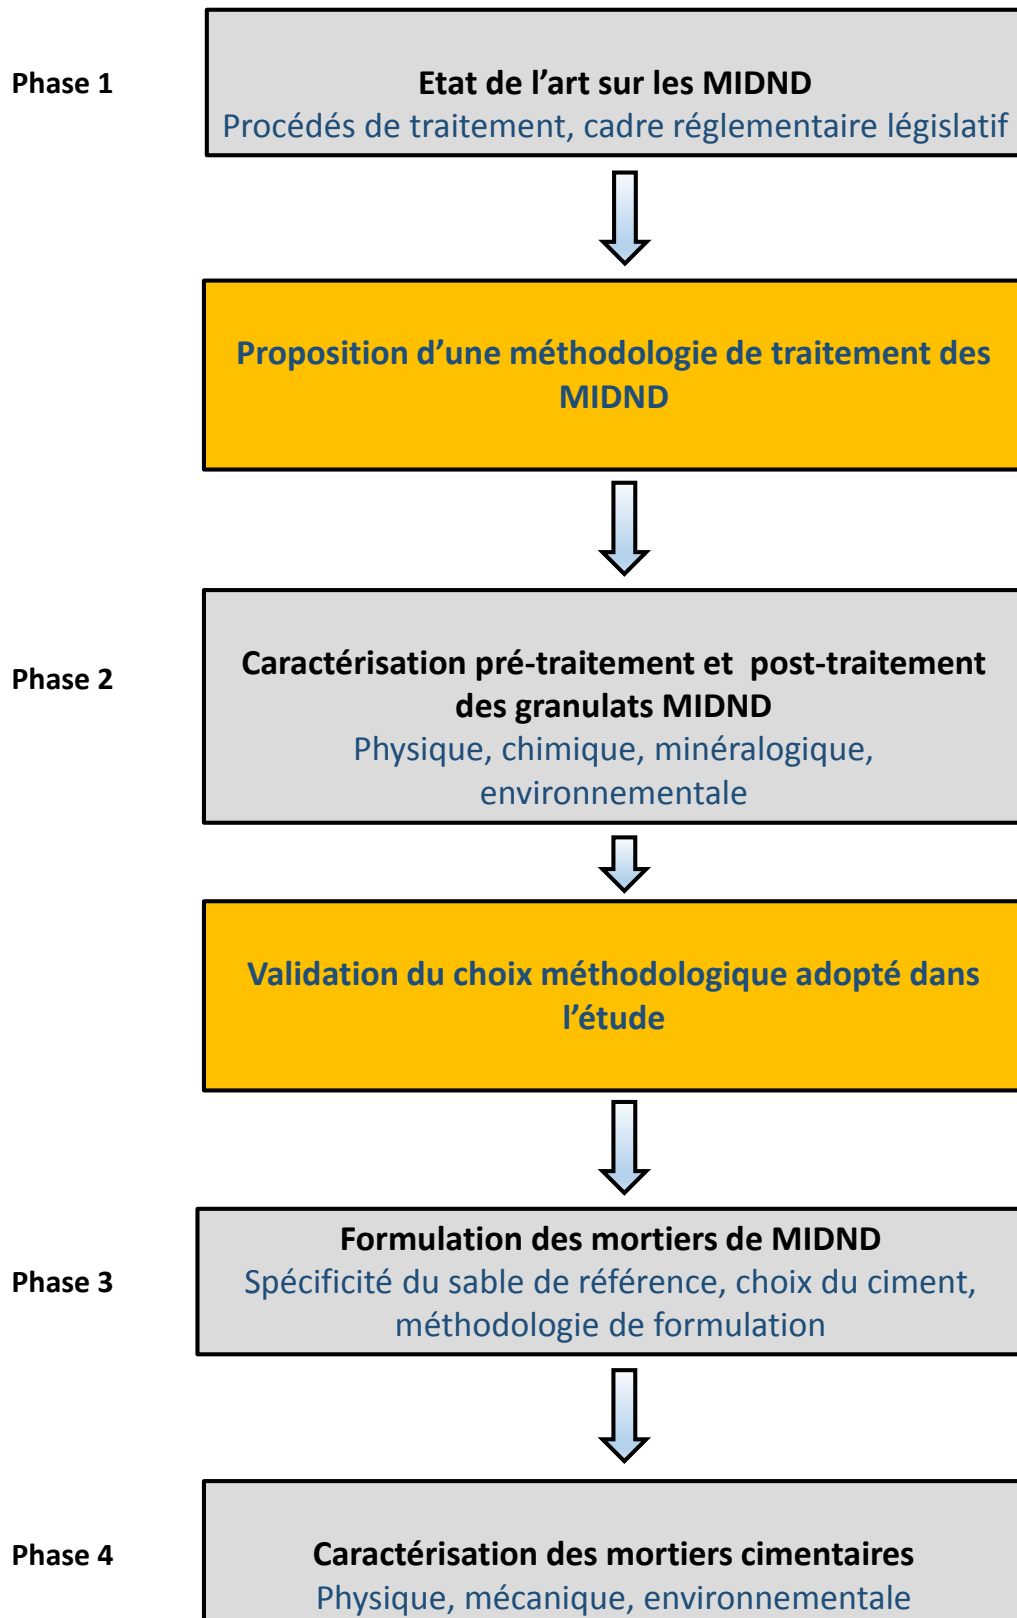 Phase 1
Etat de l’art sur les MIDND
Procédés de traitement, cadre réglementaire législatif
Proposition d’une méthodologie de traitement des
MIDND
Phase 2
Caractérisation pré-traitement et  post-traitement
des granulats MIDND
Physique, chimique, minéralogique,
environnementale
Validation du choix méthodologique adopté dans
l’étude
Phase 3
Formulation des mortiers de MIDND
Spécificité du sable de référence, choix du ciment,
méthodologie de formulation
Phase 4
Caractérisation des mortiers cimentaires
Physique, mécanique, environnementale